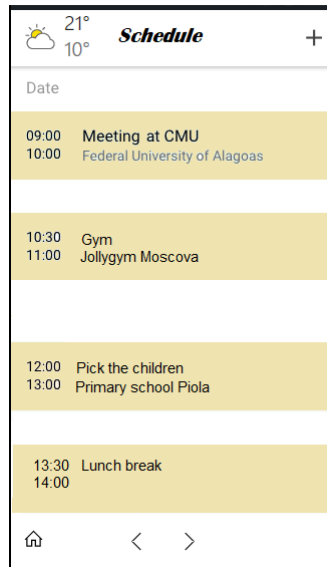 21°
10°
Schedule
+
Date
09:00 Meeting at CMU
10:00 Federal University of Alagoas
10:30 Gym
11:00 Jollygym Moscova
12:00 Pick the children
13:00 Primary school Piola
13:30 Lunch break
14:00